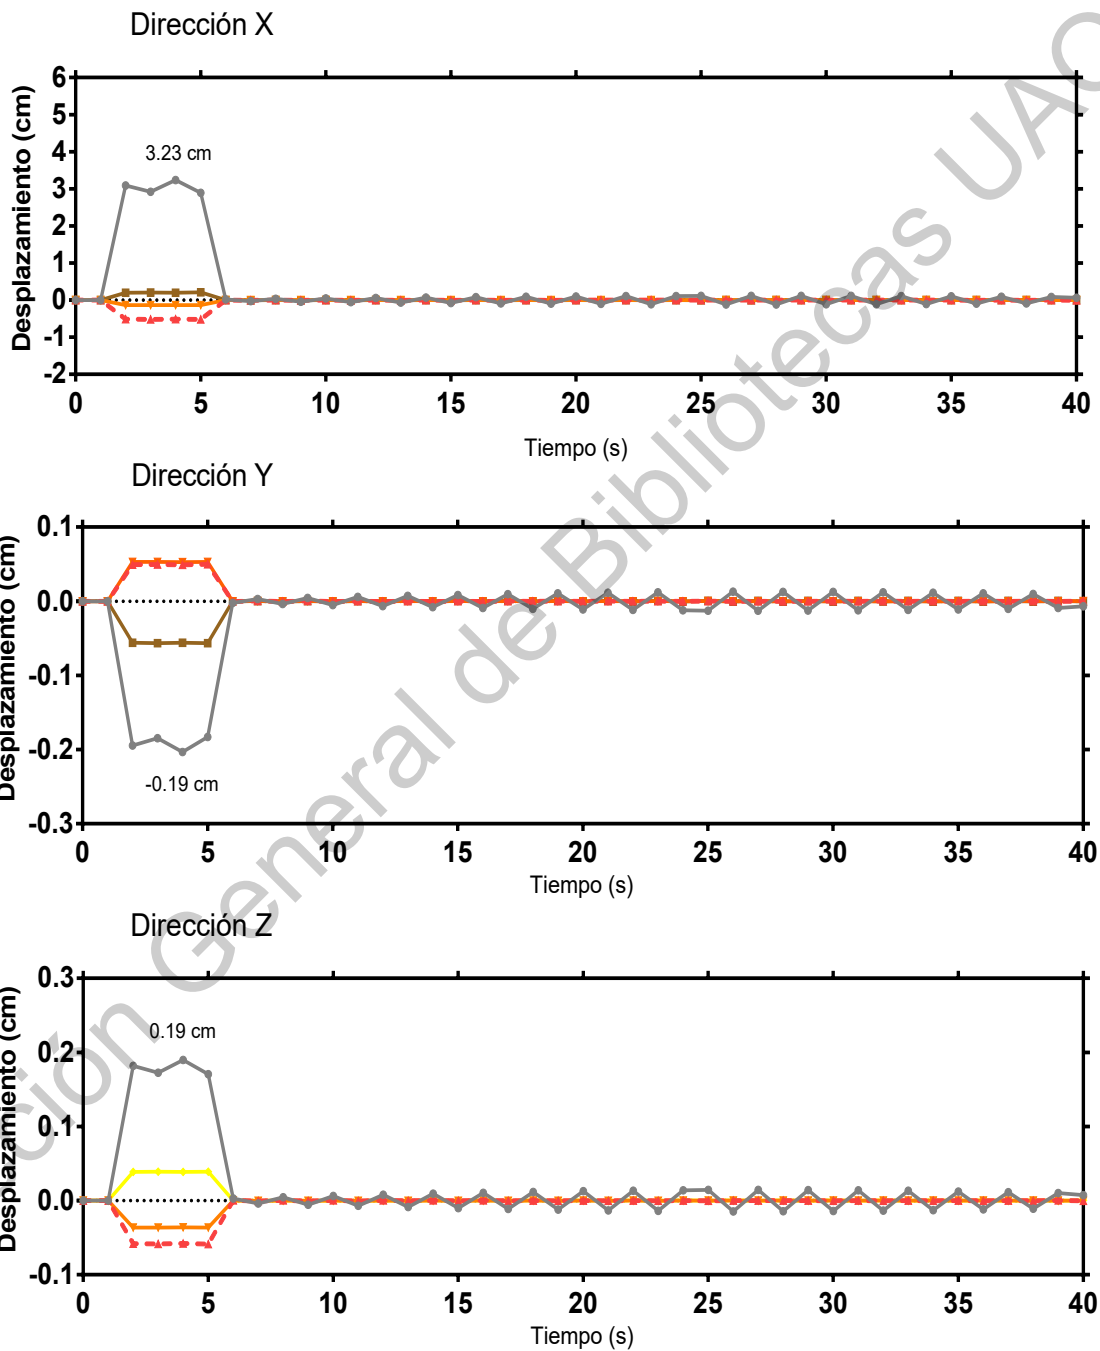 Dirección X
Desplazamiento (cm)
6
5
4
3
2
1
0
-1
-2
3.23 cm
0 5 10 15 20 25 30 35 40
Tiempo (s)
Dirección Y
Desplazamiento (cm)
0.1
0.0
-0.1
-0.2
-0.3
-0.19 cm
0 5 10 15 20 25 30 35 40
Tiempo (s)
Dirección Z
Desplazamiento (cm)
0.3
0.2
0.1
0.0
-0.1
0.19 cm
0 5 10 15 20 25 30 35 40
Tiempo (s)
ción General de Bibliotecas UAQ